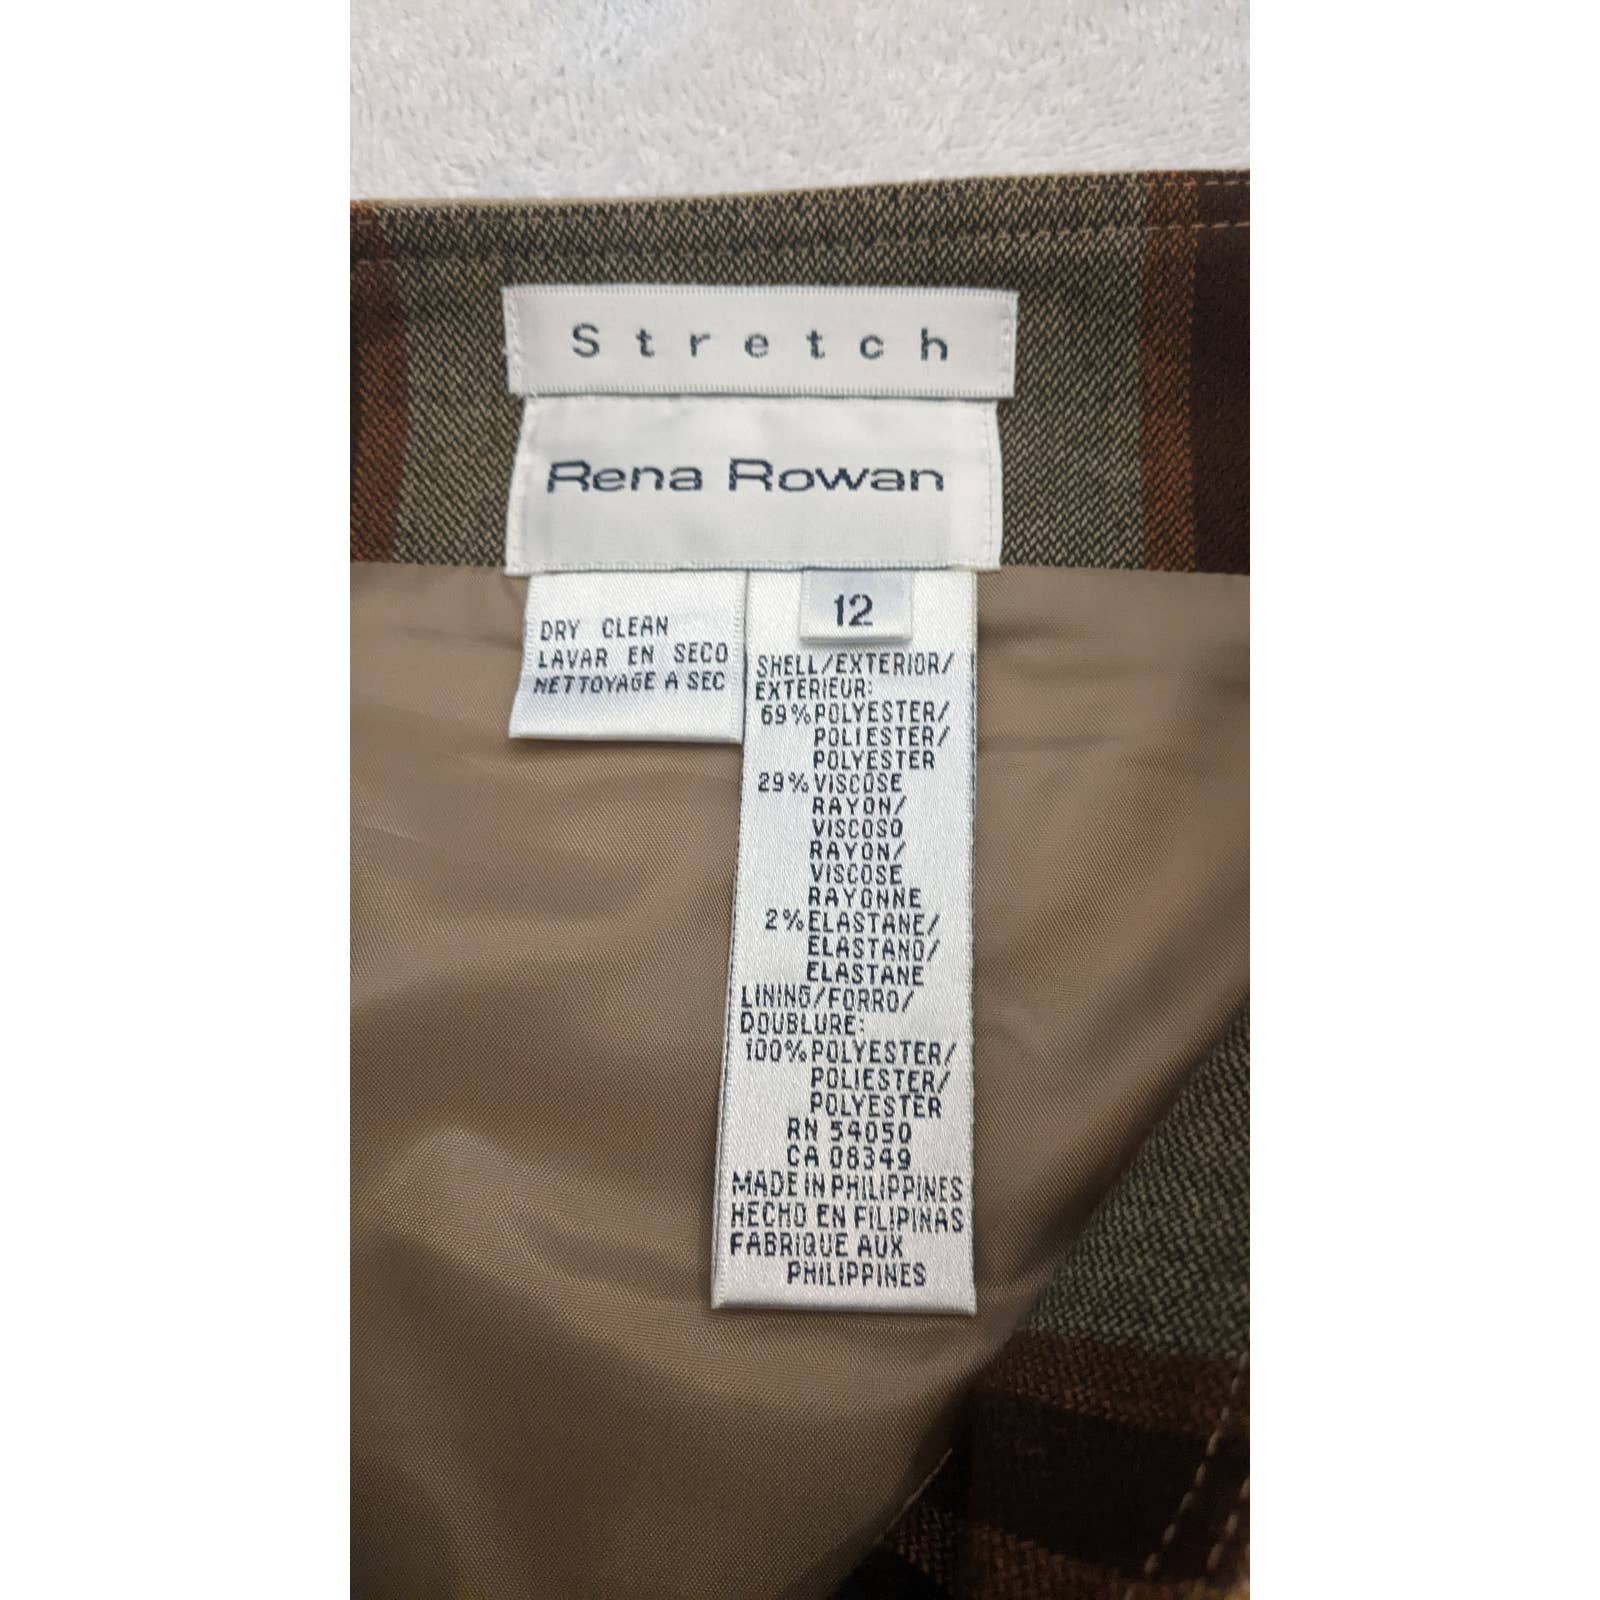 Stretch
Rena Rowan
DRY CLEAN
LAVAR EN SECO
NETTOYAGE A SEC
12
SHELL/EXTERIOR/
EXTERIEUR:
69% POLYESTER/
POLIESTER/
POLYESTER
29% VISCOSE
RAYON/
VISCOSO
RAYON/
VISCOSE
RAYONNE
2% ELASTANE/
ELASTANO/
ELASTANE
LINING/FORRO/
DOUBLURE:
100% POLYESTER/
POLIESTER/
POLYESTER
RN 54050
CA 08349
MADE IN PHILIPPINES
HECHO EN FILIPINAS
FABRIQUE AUX
PHILIPPINES